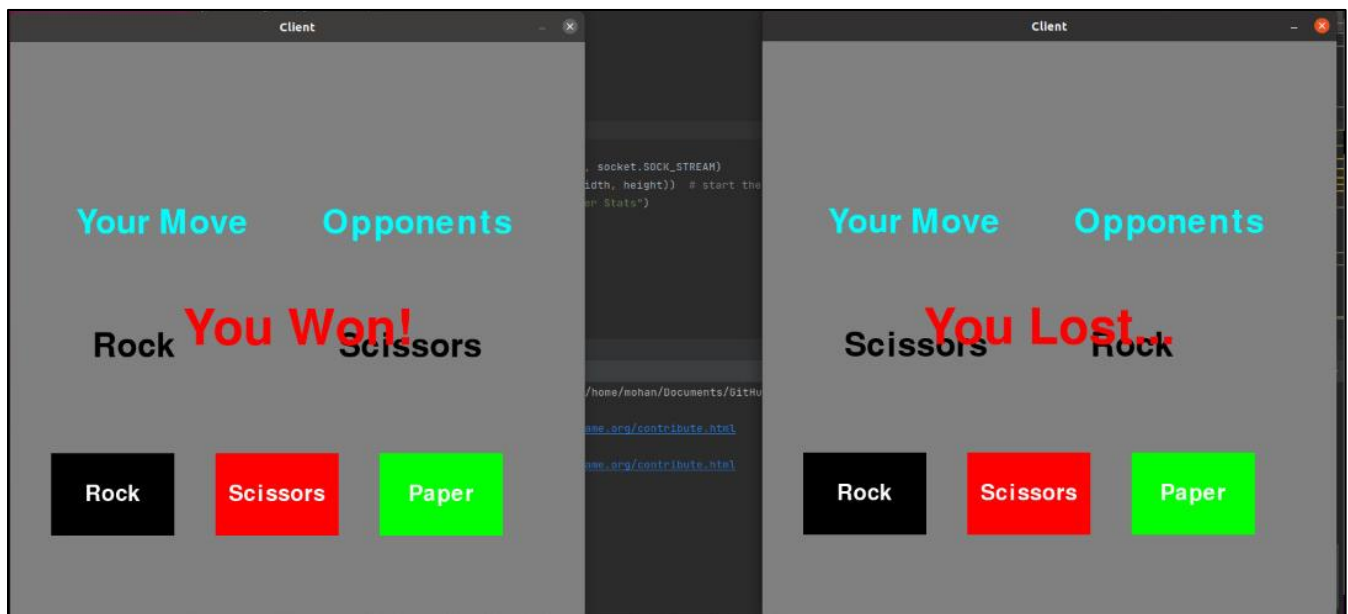 Client
Your Move Opponents
You Won!
Rock Scissors
Rock Scissors Paper
, socket.SOCK_STREAM)
idth, height)) # start the
er Stats")
/home/mohan/Documents/GitHu
ame.org/contribute.html
ame.org/contribute.html
Client
Your Move Opponents
You Lost...
Scissors Rock
Rock Scissors Paper